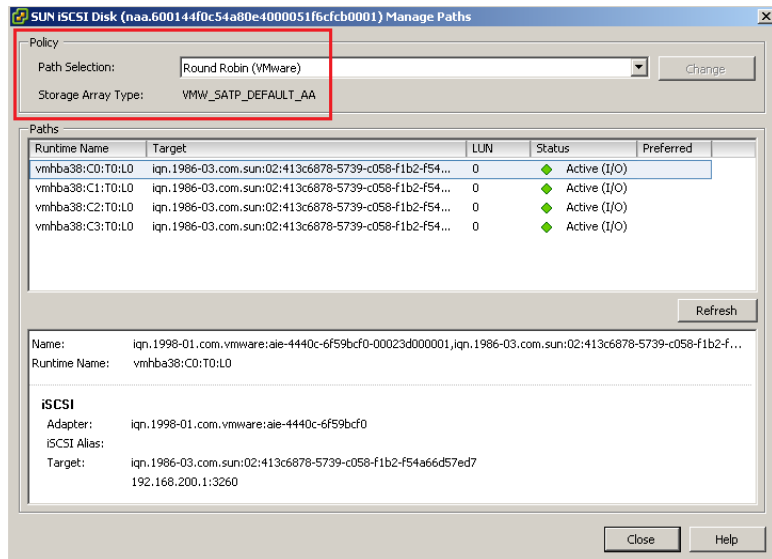 SUN iSCSI Disk (naa.600144f0c54a80e4000051f6cfcb0001) Manage Paths
Policy
Path Selection: Round Robin (VMware) Change
Storage Array Type: VMW_SATP_DEFAULT_AA
Paths
Runtime Name Target LUN Status Preferred
vmhba38:C0:T0:L0 iqn.1986-03.com.sun:02:413c6878-5739-c058-f1b2-f54... 0 Active (I/O)
vmhba38:C1:T0:L0 iqn.1986-03.com.sun:02:413c6878-5739-c058-f1b2-f54... 0 Active (I/O)
vmhba38:C2:T0:L0 iqn.1986-03.com.sun:02:413c6878-5739-c058-f1b2-f54... 0 Active (I/O)
vmhba38:C3:T0:L0 iqn.1986-03.com.sun:02:413c6878-5739-c058-f1b2-f54... 0 Active (I/O)
Refresh
Name: iqn.1998-01.com.vmware:aie-4440c-6f59bcf0-00023d000001,iqn.1986-03.com.sun:02:413c6878-5739-c058-f1b2-f...
Runtime Name: vmhba38:C0:T0:L0
iSCSI
Adapter: iqn.1998-01.com.vmware:aie-4440c-6f59bcf0
iSCSI Alias:
Target: iqn.1986-03.com.sun:02:413c6878-5739-c058-f1b2-f54a66d57ed7
192.168.200.1:3260
Close Help